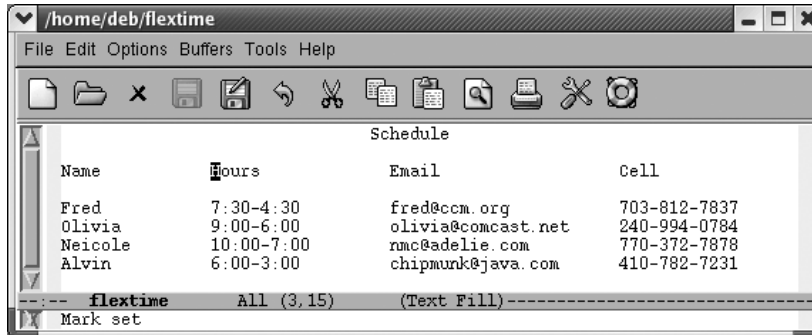 /home/deb/flextime
File Edit Options Buffers Tools Help
Schedule
Name Hours Email Cell
Fred 7:30-4:30 fred@ccm.org 703-812-7837
Olivia 9:00-6:00 olivia@comcast.net 240-994-0784
Neicole 10:00-7:00 nmc@adelie.com 770-372-7878
Alvin 6:00-3:00 chipmunk@java.com 410-782-7231
--:-- flextime All (3,15) (Text Fill)--------------------------------
Mark set